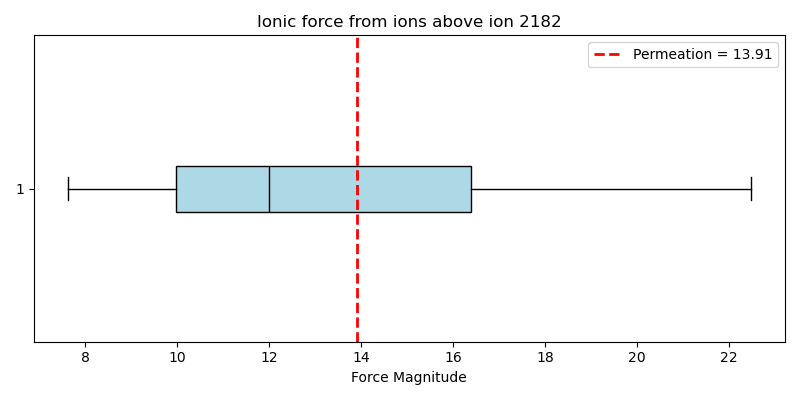 Ionic force from ions above ion 2182
Permeation = 13.91
1
8 10 12 14 16 18 20 22
Force Magnitude